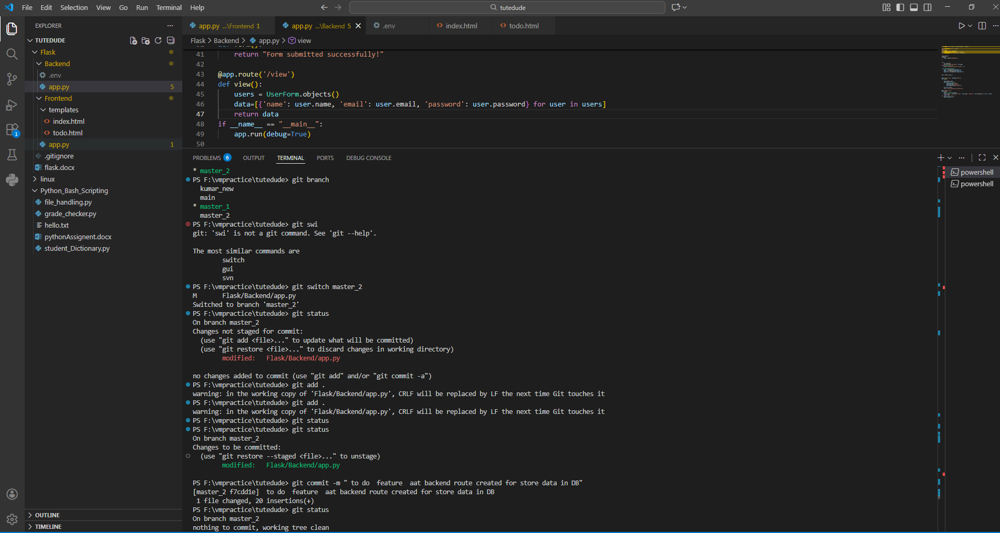 File Edit Selection View Go Run Terminal Help
tutedude
EXPLORER
TUTEDUDE
Flask
Backend
.env
app.py 5
Frontend
templates
index.html
todo.html
app.py 1
.gitignore
flask.docx
linux
Python_Bash_Scripting
file_handling.py
grade_checker.py
hello.txt
pythonAssignent.docx
student_Dictionary.py
OUTLINE
TIMELINE
1
app.py ...\Frontend 1
app.py ...\Backend 5
.env
index.html
todo.html
Flask > Backend > app.py > view
41 return "Form submitted successfully!"
42
43 @app.route('/view')
44 def view():
45 users = UserForm.objects()
46 data=[{'name': user.name, 'email': user.email, 'password': user.password} for user in users]
47 return data
48 if __name__ == "__main__":
49 app.run(debug=True)
50
PROBLEMS 6 OUTPUT TERMINAL PORTS DEBUG CONSOLE
powershell
powershell
* master_2
PS F:\vmpractice\tutedude> git branch
kumar_new
main
* master_1
master_2
PS F:\vmpractice\tutedude> git swi
git: 'swi' is not a git command. See 'git --help'.
The most similar commands are
switch
gui
svn
PS F:\vmpractice\tutedude> git switch master_2
M Flask/Backend/app.py
Switched to branch 'master_2'
PS F:\vmpractice\tutedude> git status
On branch master_2
Changes not staged for commit:
(use "git add <file>..." to update what will be committed)
(use "git restore <file>..." to discard changes in working directory)
modified: Flask/Backend/app.py
no changes added to commit (use "git add" and/or "git commit -a")
PS F:\vmpractice\tutedude> git add .
warning: in the working copy of 'Flask/Backend/app.py', CRLF will be replaced by LF the next time Git touches it
PS F:\vmpractice\tutedude> git add .
warning: in the working copy of 'Flask/Backend/app.py', CRLF will be replaced by LF the next time Git touches it
PS F:\vmpractice\tutedude> git status
PS F:\vmpractice\tutedude> git status
On branch master_2
Changes to be committed:
(use "git restore --staged <file>..." to unstage)
modified: Flask/Backend/app.py
PS F:\vmpractice\tutedude> git commit -m " to do  feature  aat backend route created for store data in DB"
[master_2 f7cdd1e]  to do  feature  aat backend route created for store data in DB
1 file changed, 20 insertions(+)
PS F:\vmpractice\tutedude> git status
On branch master_2
nothing to commit, working tree clean